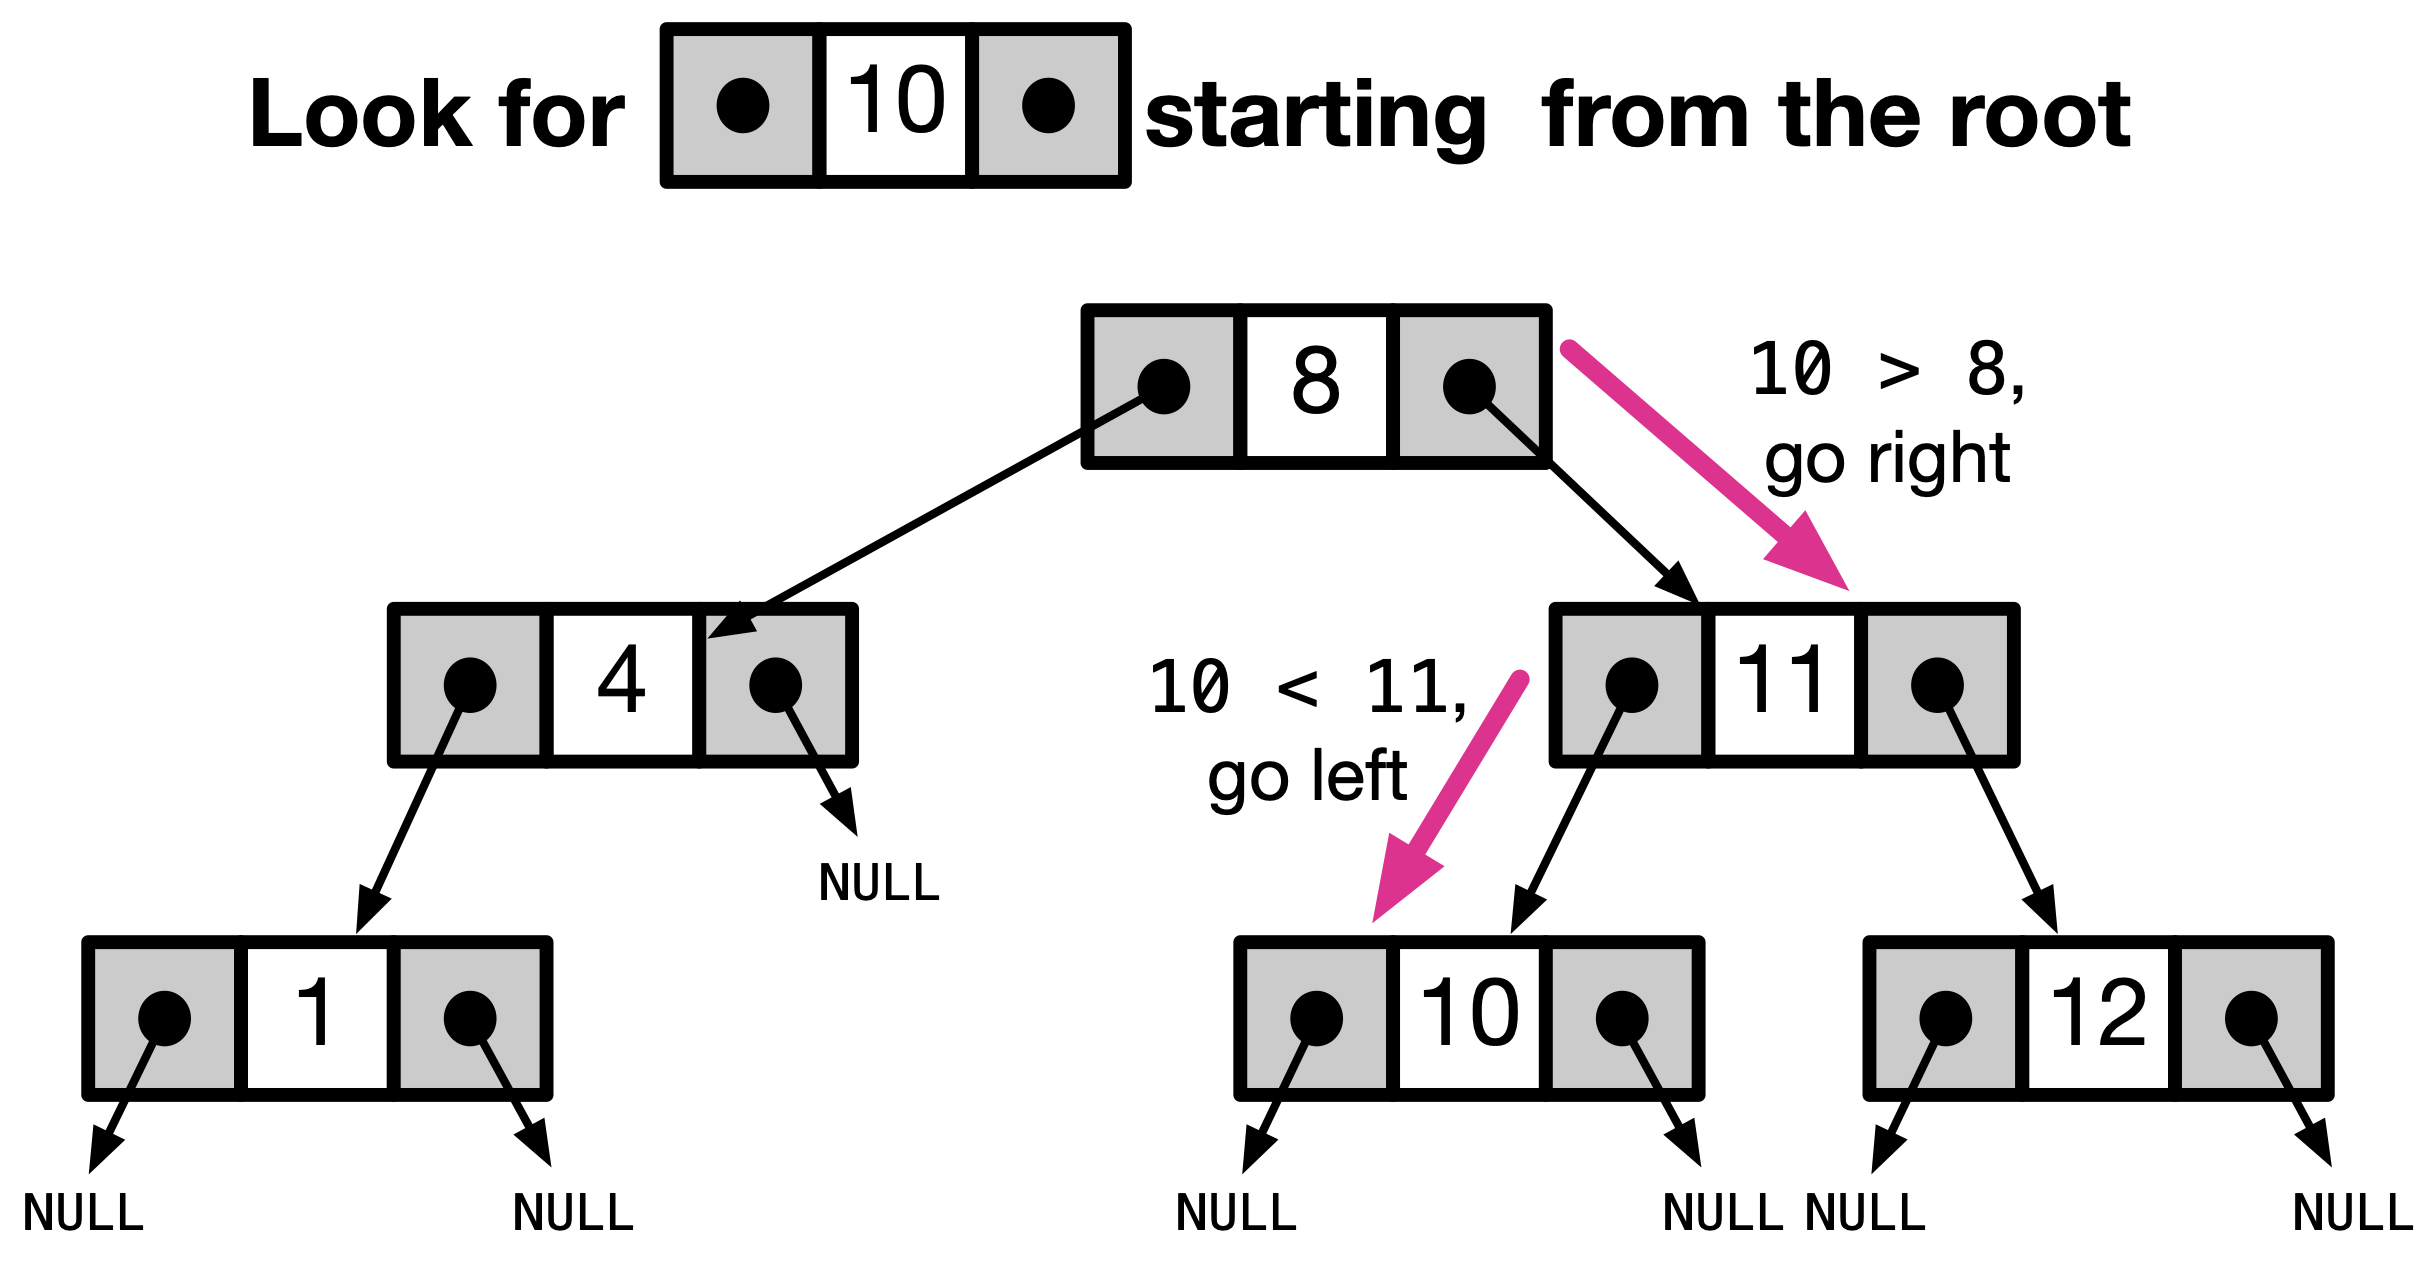 Look for 10 starting from the root
8
10 > 8,
go right
4
11
10 < 11,
go left
NULL
1
10
12
NULL
NULL
NULL
NULL
NULL
NULL